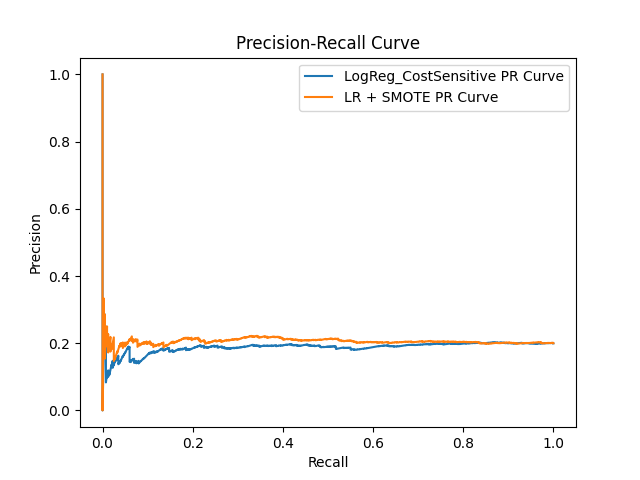 Precision-Recall Curve
LogReg_CostSensitive PR Curve
LR + SMOTE PR Curve
1.0
0.8
0.6
0.4
0.2
0.0
Precision
0.0 0.2 0.4 0.6 0.8 1.0
Recall